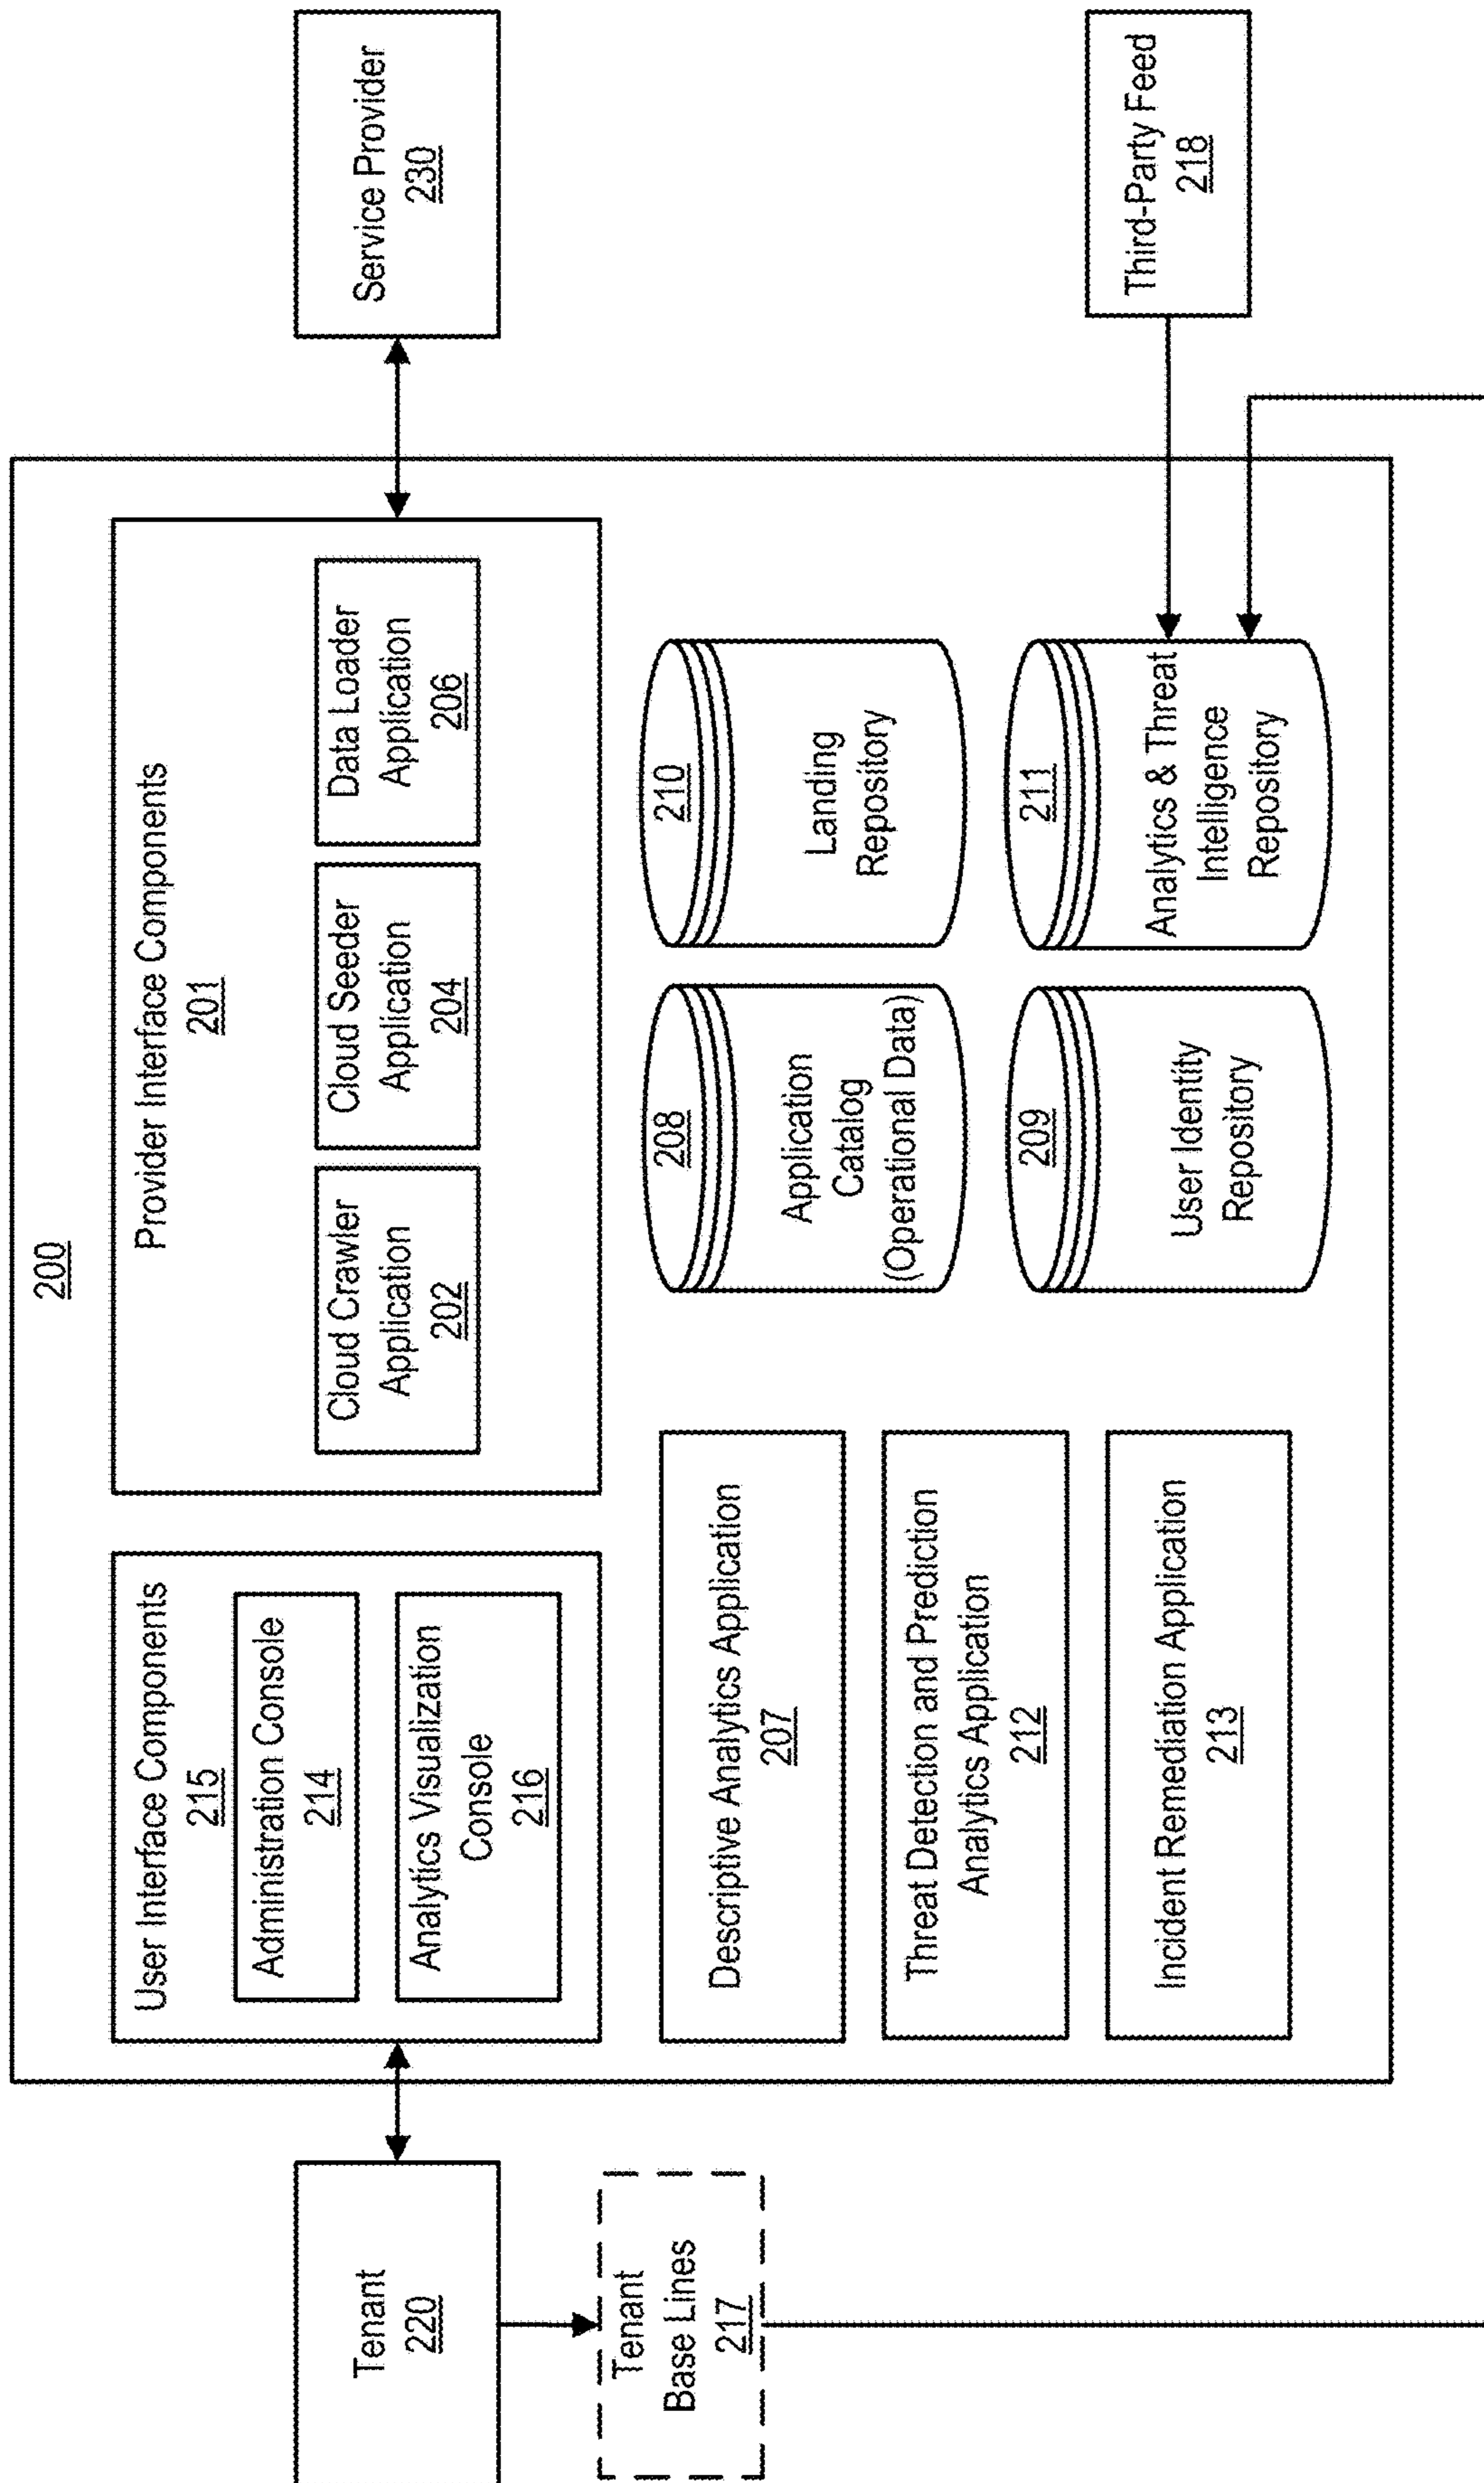 200
Tenant
220
Tenant
Base Lines
217
User Interface Components
215
Administration Console
214
Analytics Visualization
Console
216
Provider Interface Components
201
Cloud Crawler
Application
202
Cloud Seeder
Application
204
Data Loader
Application
206
Service Provider
230
Descriptive Analytics Application
207
Threat Detection and Prediction
Analytics Application
212
Incident Remediation Application
213
208
Application
Catalog
(Operational Data)
210
Landing
Repository
209
User Identity
Repository
211
Analytics & Threat
Intelligence
Repository
Third-Party Feed
218